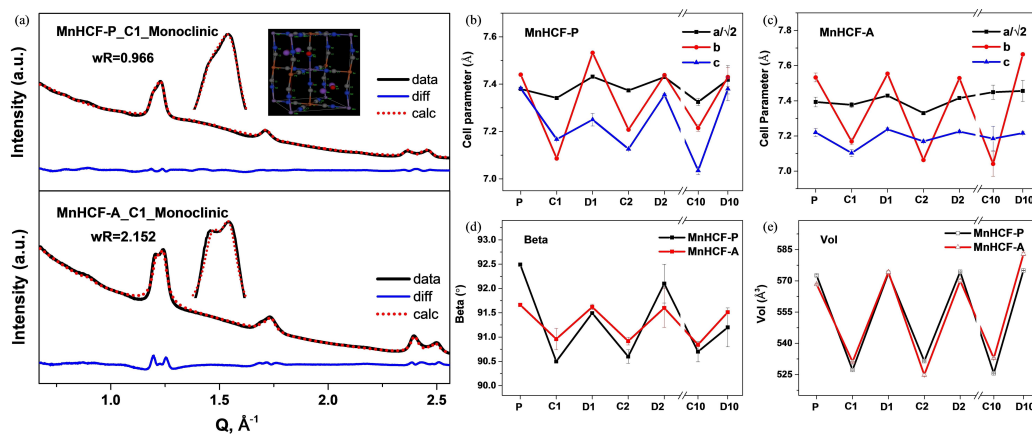 (a)
MnHCF-P_C1_Monoclinic
wR=0.966
data
diff
calc
Intensity (a.u.)
MnHCF-A_C1_Monoclinic
wR=2.152
data
diff
calc
Intensity (a.u.)
1.0 1.5 2.0 2.5
Q, Å-1
(b)
MnHCF-P
a/√2
b
c
Cell Parameter (Å)
7.6
7.4
7.2
7.0
P C1 D1 C2 D2 C10 D10
(c)
MnHCF-A
a/√2
b
c
Cell Parameter (Å)
7.6
7.4
7.2
7.0
P C1 D1 C2 D2 C10 D10
(d)
Beta
MnHCF-P
MnHCF-A
Beta (°)
93.0
92.5
92.0
91.5
91.0
90.5
90.0
P C1 D1 C2 D2 C10 D10
(e)
Vol
MnHCF-P
MnHCF-A
Vol (Å3)
585
570
555
540
525
P C1 D1 C2 D2 C10 D10